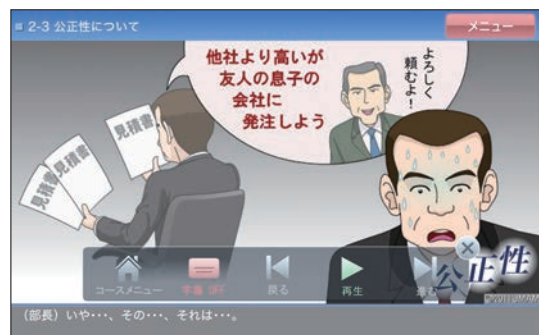 2-3 公正性について
メニュー
他社より高いが
友人の息子の
会社に
発注しよう
よろしく
頼むよ!
見積書
見積書
見積書
公正性
コースメニュー
字幕 OFF
戻る
再生
進む
(部長)いや・・・、その・・・、それは・・・。